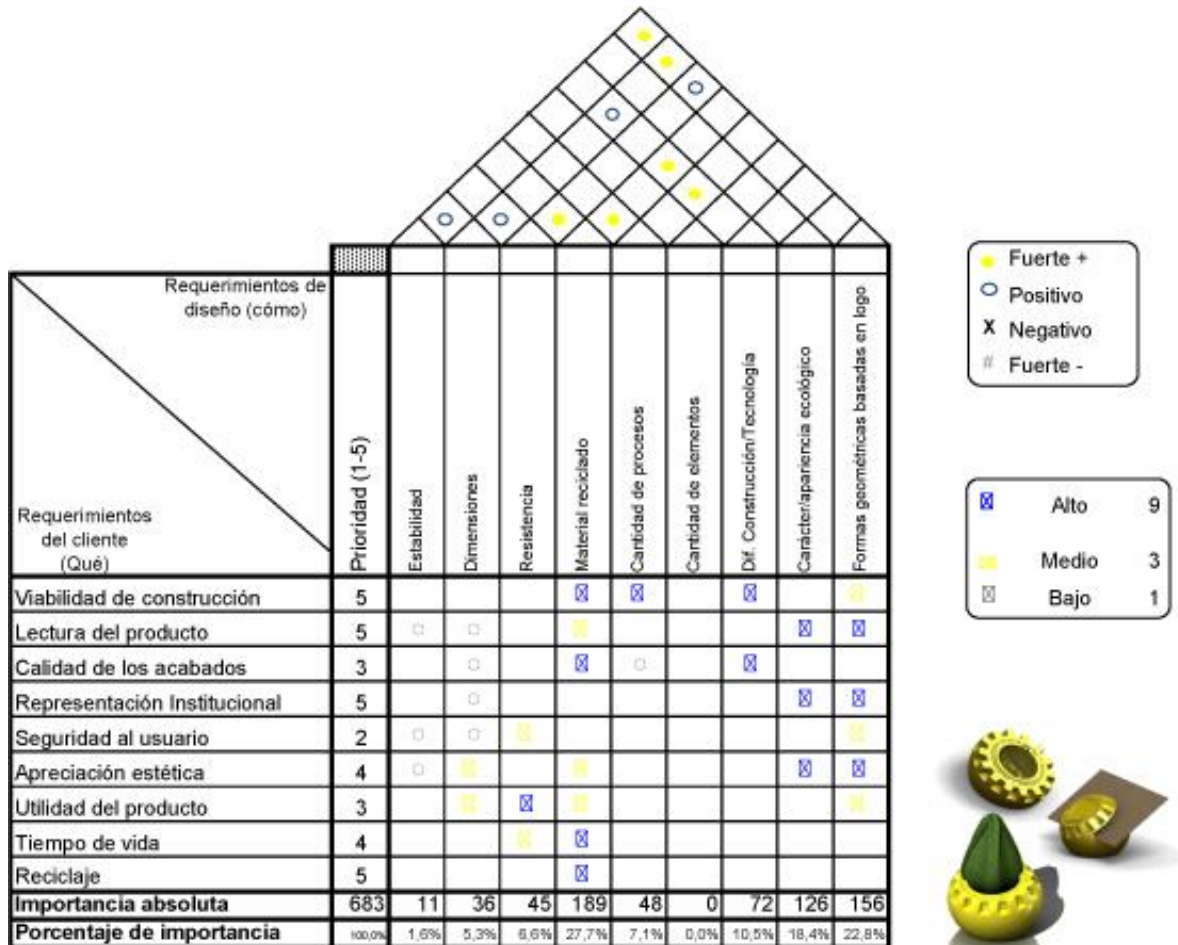 Requerimientos de
diseño (cómo)
Requerimientos
del cliente
(Qué)
Prioridad (1-5)
Estabilidad
Dimensiones
Resistencia
Material reciclado
Cantidad de procesos
Cantidad de elementos
Dif. Construcción/Tecnología
Carácter/apariencia ecológico
Formas geométricas basadas en logo
Viabilidad de construcción 5
Lectura del producto 5
Calidad de los acabados 3
Representación Institucional 5
Seguridad al usuario 2
Apreciación estética 4
Utilidad del producto 3
Tiempo de vida 4
Reciclaje 5
Importancia absoluta 683 11 36 45 189 48 0 72 126 156
Porcentaje de importancia 100,0% 1,6% 5,3% 6,6% 27,7% 7,1% 0,0% 10,5% 18,4% 22,8%
Fuerte +
Positivo
X Negativo
# Fuerte -
Alto 9
Medio 3
Bajo 1